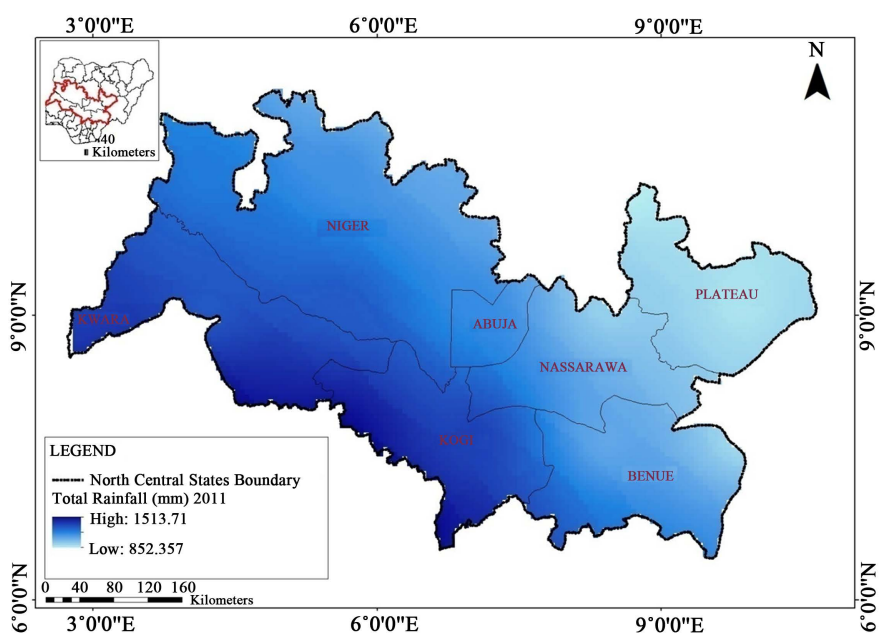 3°0'0"E 6°0'0"E 9°0'0"E
N
40
Kilometers
NIGER
PLATEAU
9°0'0"N
KWARA
ABUJA
9°0'0"N
NASSARAWA
KOGI
BENUE
LEGEND
North Central States Boundary
Total Rainfall (mm) 2011
High: 1513.71
Low: 852.357
0 40 80 120 160
Kilometers
6°0'0"N
6°0'0"N
3°0'0"E 6°0'0"E 9°0'0"E